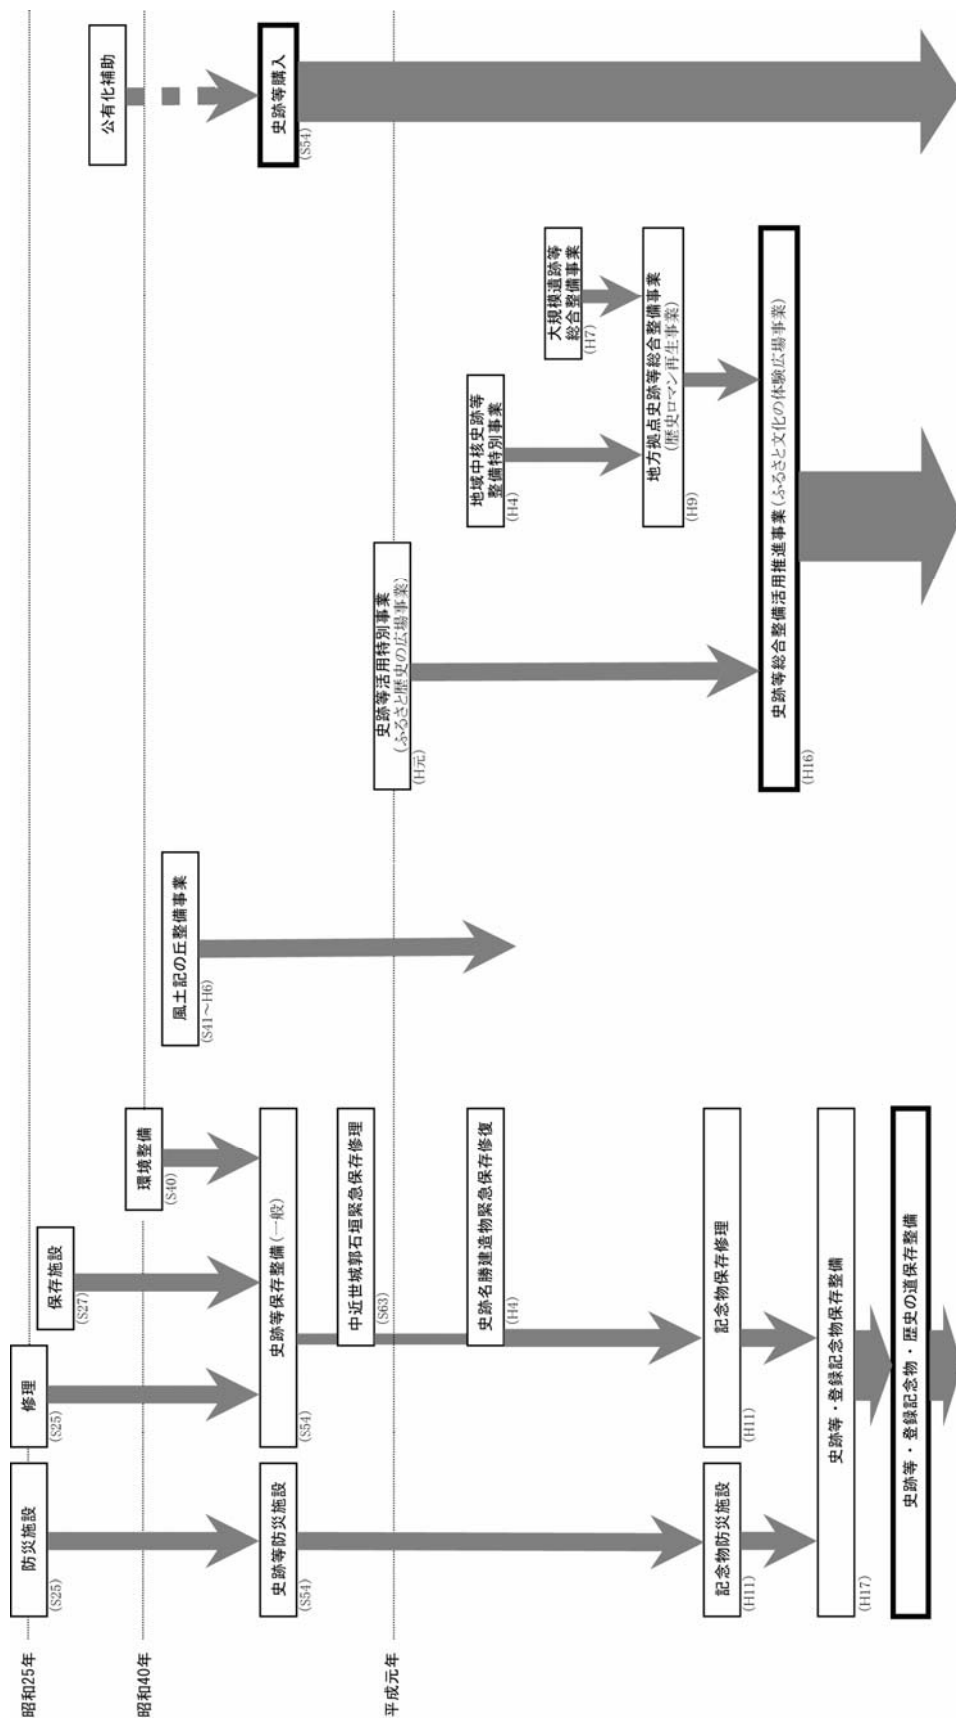 昭和25年
昭和40年
平成元年
防災施設
(S25)
修理
(S25)
保存施設
(S27)
環境整備
(S40)
史跡等防災施設
(S54)
史跡等保存整備(一般)
(S54)
中近世城郭石垣緊急保存修理
(S63)
史跡名勝建造物緊急保存修復
(H4)
記念物防災施設
(H11)
記念物保存修理
(H11)
史跡等・登録記念物保存整備
(H17)
史跡等・登録記念物・歴史の道保存整備
風土記の丘整備事業
(S41～H6)
史跡等活用特別事業
(ふるさと歴史の広場事業)
(H元)
地域中核史跡等
整備特別事業
(H4)
大規模遺跡等
総合整備事業
(H7)
地方拠点史跡等総合整備事業
(歴史ロマン再生事業)
(H9)
史跡等総合整備活用推進事業(ふるさと文化の体験広場事業)
(H16)
公有化補助
史跡等購入
(S54)